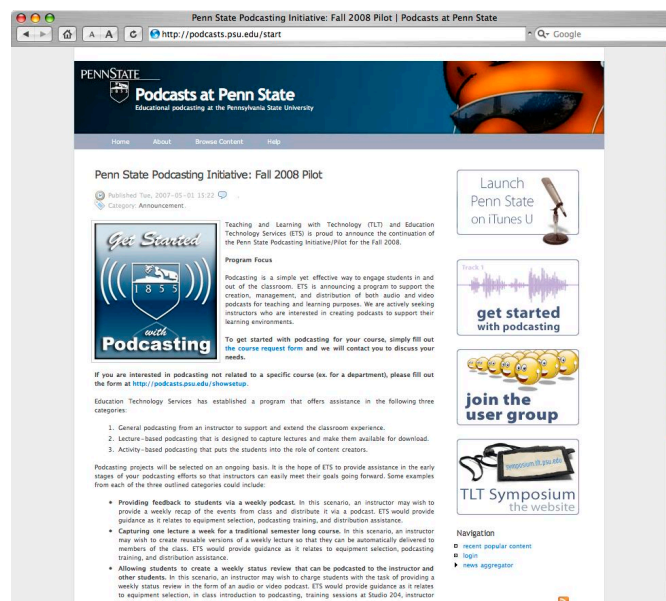 Penn State Podcasting Initiative: Fall 2008 Pilot | Podcasts at Penn State
A A C http://podcasts.psu.edu/start Q Google
PENNSTATE
1855
Podcasts at Penn State
Educational podcasting at the Pennsylvania State University
Home About Browse Content Help
Penn State Podcasting Initiative: Fall 2008 Pilot
Published Tue, 2007-05-01 15:22
Category: Announcement.
Get Started
1855
with
Podcasting
Teaching and Learning with Technology (TLT) and Education
Technology Services (ETS) is proud to announce the continuation of
the Penn State Podcasting Initiative/Pilot for the Fall 2008.
Program Focus
Podcasting is a simple yet effective way to engage students in and
out of the classroom. ETS is announcing a program to support the
creation, management, and distribution of both audio and video
podcasts for teaching and learning purposes. We are actively seeking
instructors who are interested in creating podcasts to support their
learning environments.
To get started with podcasting for your course, simply fill out
the course request form and we will contact you to discuss your
needs.
If you are interested in podcasting not related to a specific course (ex. for a department), please fill out
the form at http://podcasts.psu.edu/showsetup.
Education Technology Services has established a program that offers assistance in the following three
categories:
1. General podcasting from an instructor to support and extend the classroom experience.
2. Lecture-based podcasting that is designed to capture lectures and make them available for download.
3. Activity-based podcasting that puts the students into the role of content creators.
Podcasting projects will be selected on an ongoing basis. It is the hope of ETS to provide assistance in the early
stages of your podcasting efforts so that instructors can easily meet their goals going forward. Some examples
from each of the three outlined categories could include:
Providing feedback to students via a weekly podcast. In this scenario, an instructor may wish to
provide a weekly recap of the events from class and distribute it via a podcast. ETS would provide
guidance as it relates to equipment selection, podcasting training, and distribution assistance.
Capturing one lecture a week for a traditional semester long course. In this scenario, an instructor
may wish to create reusable versions of a weekly lecture so that they can be automatically delivered to
members of the class. ETS would provide guidance as it relates to equipment selection, podcasting
training, and distribution assistance.
Allowing students to create a weekly status review that can be podcasted to the instructor and
other students. In this scenario, an instructor may wish to charge students with the task of providing a
weekly status review in the form of an audio or video podcast. ETS would provide guidance as it relates
to equipment selection, in class introduction to podcasting, training sessions at Studio 204, instructor
Launch
Penn State
on iTunes U
Track 1
get started
with podcasting
join the
user group
symposium.tlt.psu.edu
TLT Symposium
the website
Navigation
recent popular content
login
news aggregator